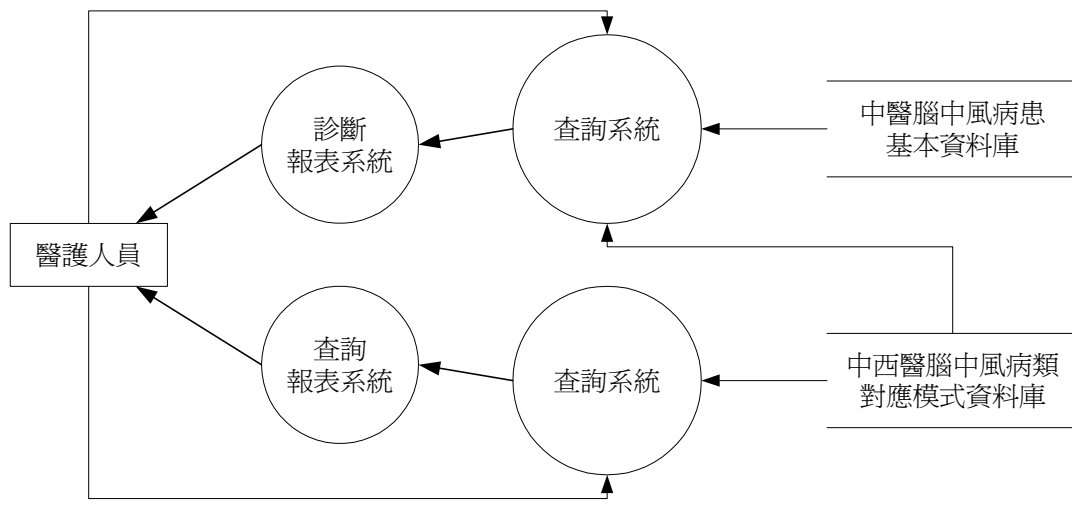 診斷
報表系統
查詢系統
中醫腦中風病患
基本資料庫
醫護人員
查詢
報表系統
查詢系統
中西醫腦中風病類
對應模式資料庫